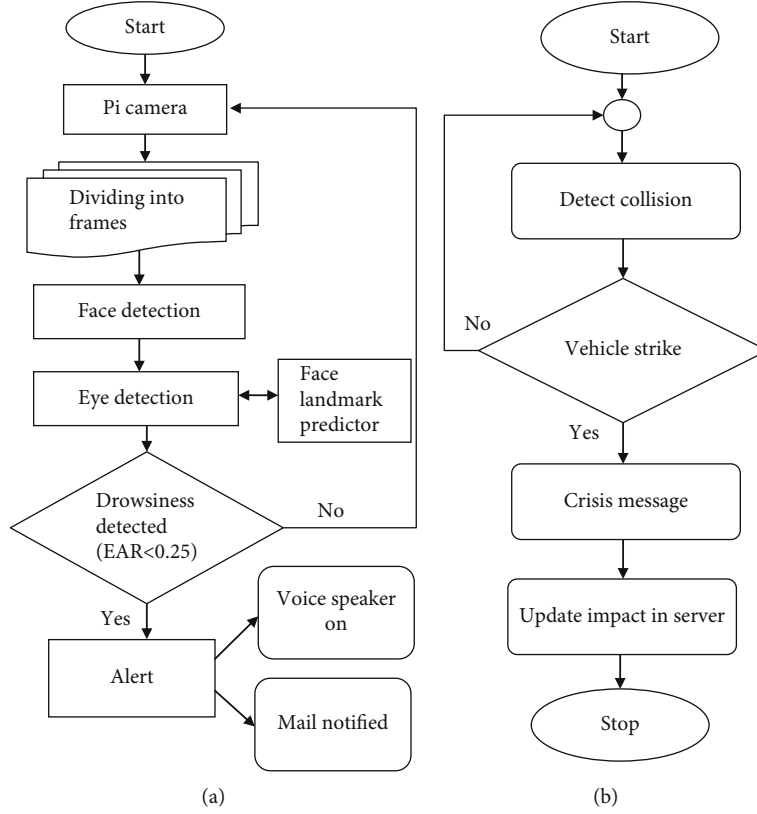 Start
Pi camera
Dividing into
frames
Face detection
Eye detection
Face
landmark
predictor
Drowsiness
detected
(EAR<0.25)
No
Yes
Alert
Voice speaker
on
Mail notified
(a)
Start
Detect collision
No
Vehicle strike
Yes
Crisis message
Update impact in server
Stop
(b)